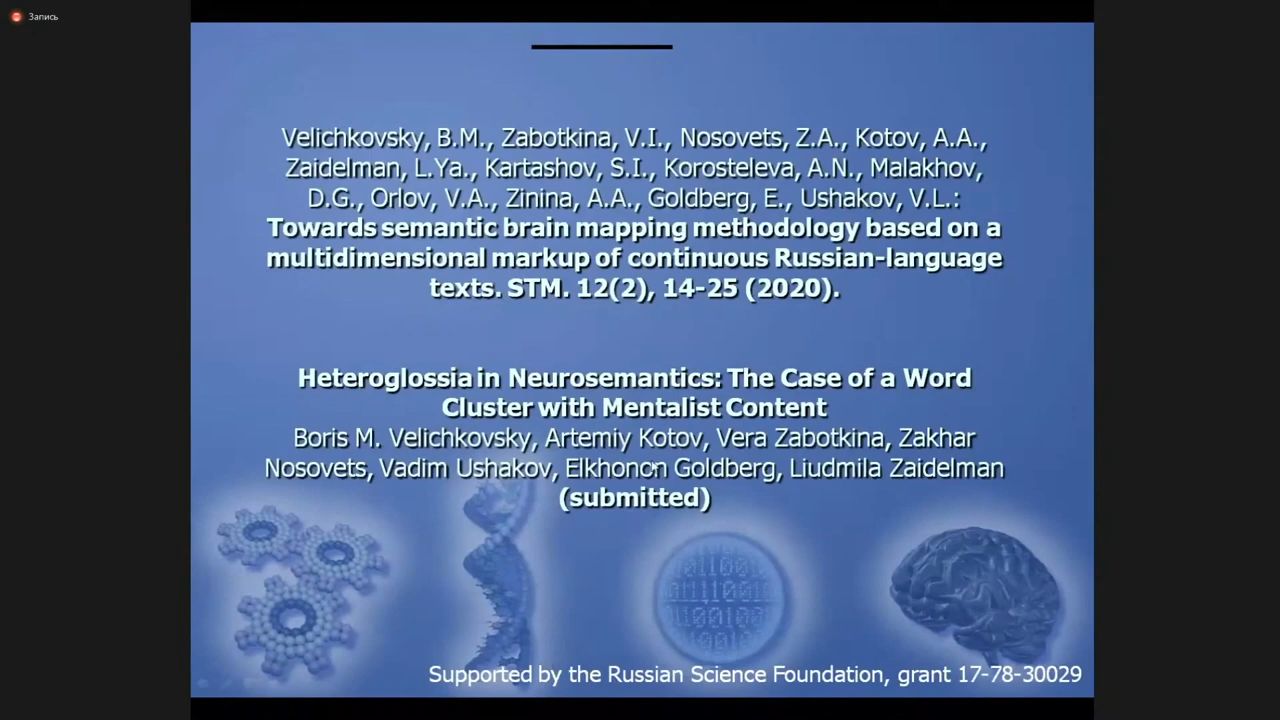 Запись
Velichkovsky, B.M., Zabotkina, V.I., Nosovets, Z.A., Kotov, A.A.,
Zaidelman, L.Ya., Kartashov, S.I., Korosteleva, A.N., Malakhov,
D.G., Orlov, V.A., Zinina, A.A., Goldberg, E., Ushakov, V.L.:
Towards semantic brain mapping methodology based on a
multidimensional markup of continuous Russian-language
texts. STM. 12(2), 14-25 (2020).
Heteroglossia in Neurosemantics: The Case of a Word
Cluster with Mentalist Content
Boris M. Velichkovsky, Artemiy Kotov, Vera Zabotkina, Zakhar
Nosovets, Vadim Ushakov, Elkhonon Goldberg, Liudmila Zaidelman
(submitted)
Supported by the Russian Science Foundation, grant 17-78-30029